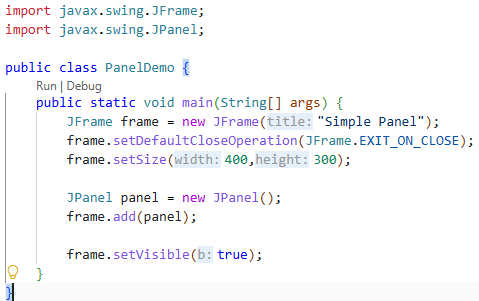 import javax.swing.JFrame;
import javax.swing.JPanel;

public class PanelDemo {
Run | Debug
    public static void main(String[] args) {
        JFrame frame = new JFrame(title: "Simple Panel");
        frame.setDefaultCloseOperation(JFrame.EXIT_ON_CLOSE);
        frame.setSize(width: 400,height: 300);

        JPanel panel = new JPanel();
        frame.add(panel);

        frame.setVisible(b: true);
    }
}